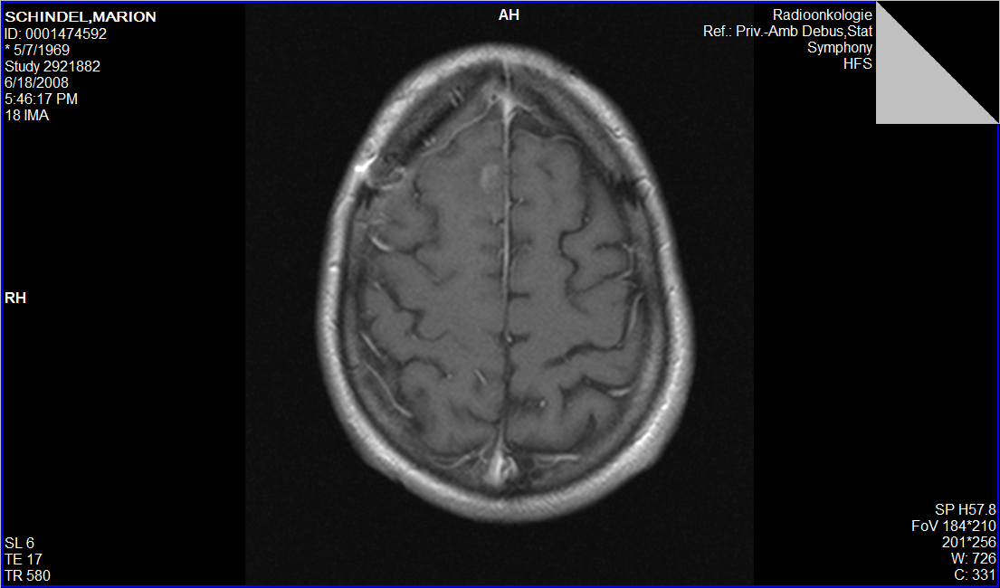 SCHINDEL,MARION
ID: 0001474592
* 5/7/1969
Study 2921882
6/18/2008
5:46:17 PM
18 IMA
AH
Radioonkologie
Ref.: Priv.-Amb Debus,Stat
Symphony
HFS
RH
SL 6
TE 17
TR 580
SP H57.8
FoV 184*210
201*256
W: 726
C: 331